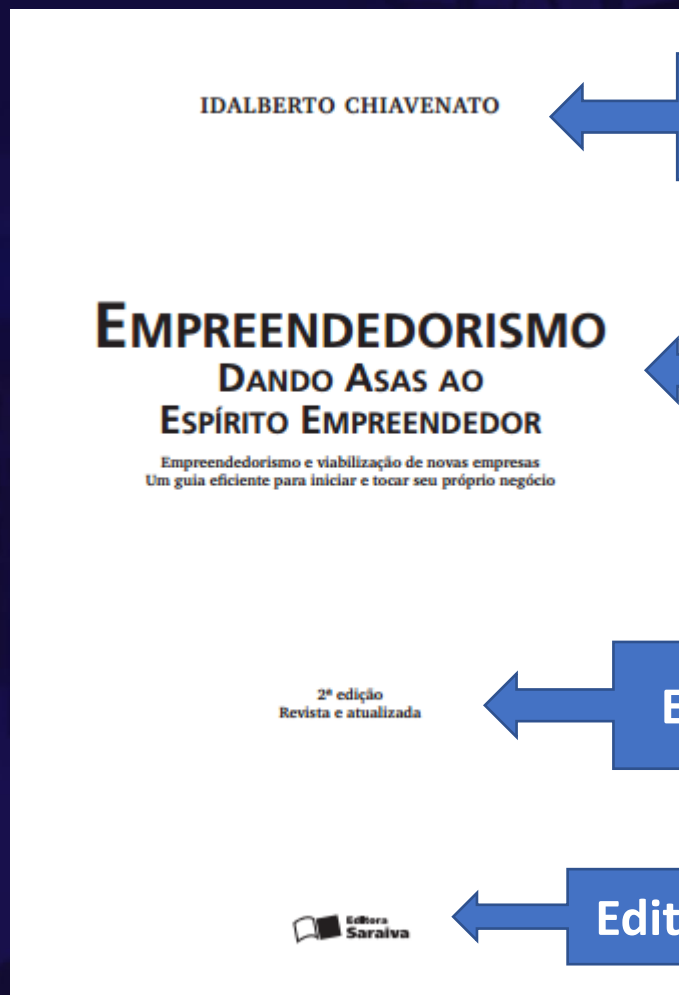 IDALBERTO CHIAVENATO
EMPREENDEDORISMO
DANDO ASAS AO
ESPÍRITO EMPREENDEDOR
Empreendedorismo e viabilização de novas empresas
Um guia eficiente para iniciar e tocar seu próprio negócio
2ª edição
Revista e atualizada
E
Editora
Saraiva
Edit